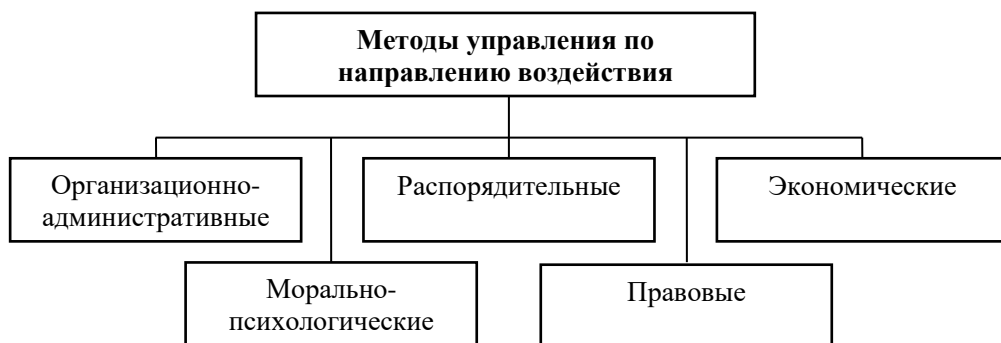 Методы управления по
направлению воздействия
Организационно-
административные
Распорядительные
Экономические
Морально-
психологические
Правовые